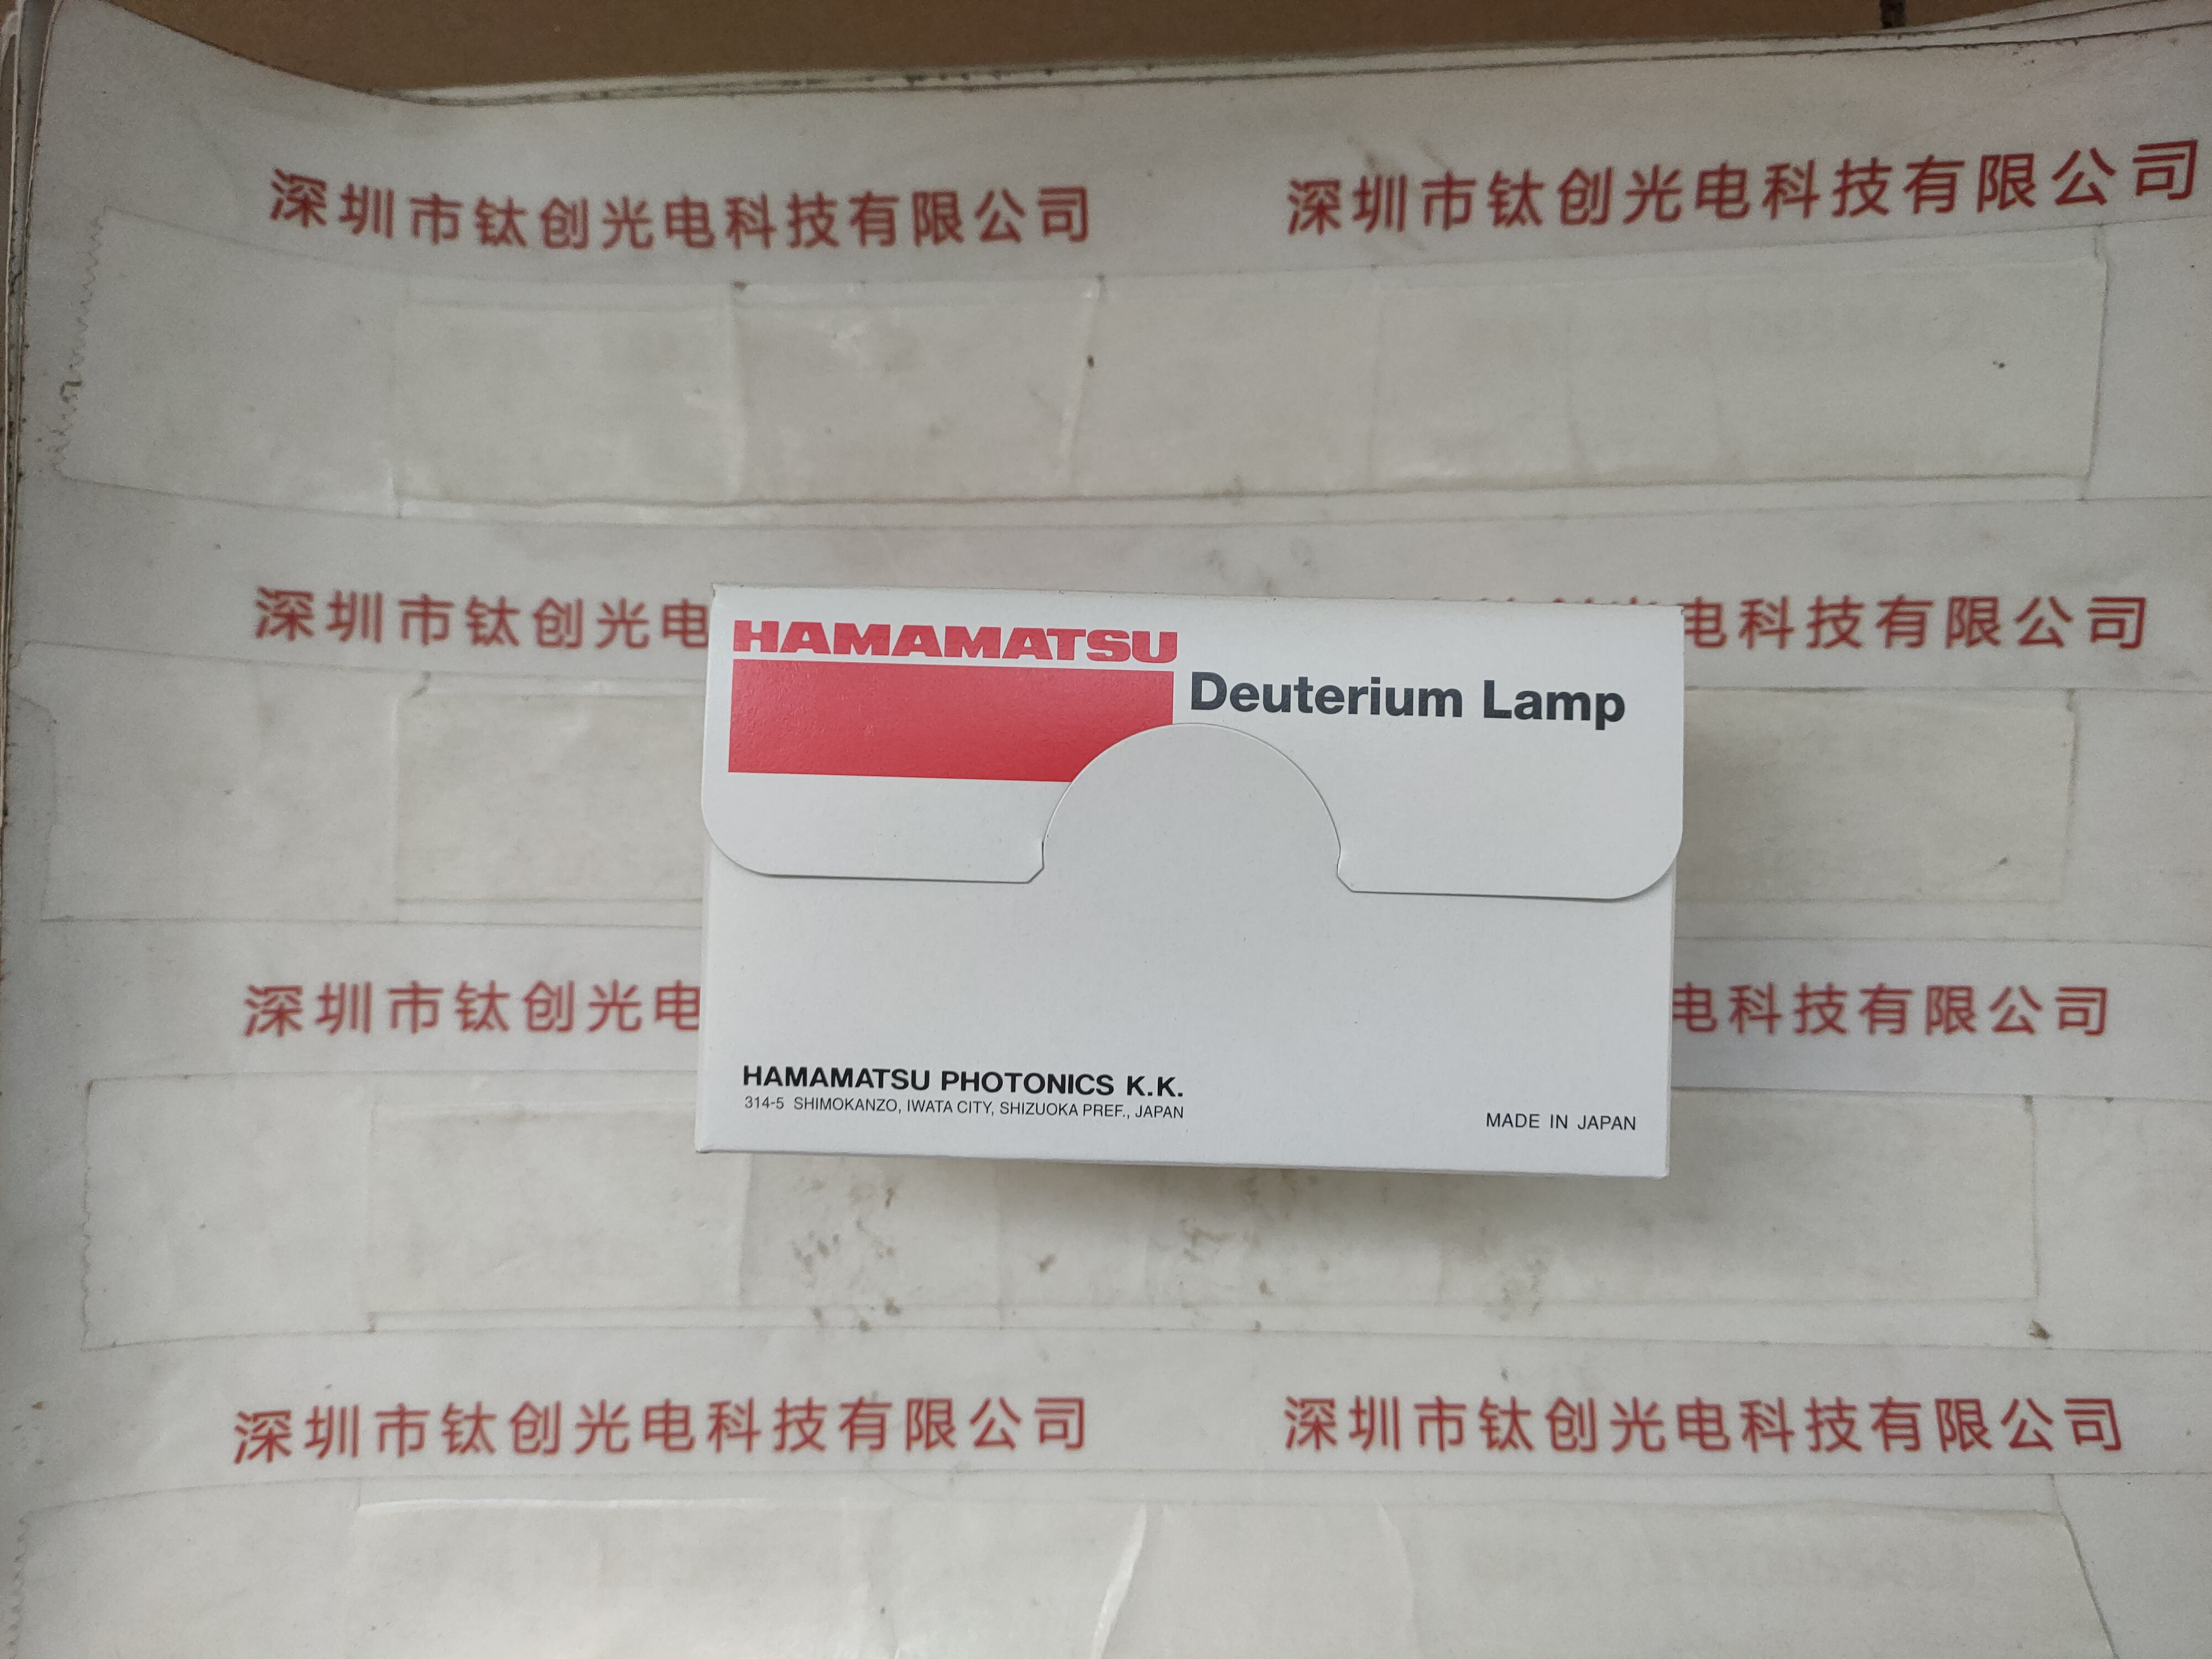 深圳市钛创光电科技有限公司 深圳市钛创光电科技有限公司
深圳市钛创光电 电科技有限公司
HAMAMATSU
Deuterium Lamp
深圳市钛创光电 电科技有限公司
HAMAMATSU PHOTONICS K.K.
314-5 SHIMOKANZO, IWATA CITY, SHIZUOKA PREF., JAPAN
MADE IN JAPAN
深圳市钛创光电科技有限公司 深圳市钛创光电科技有限公司